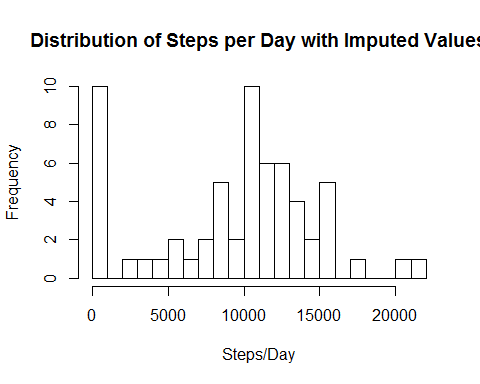 Distribution of Steps per Day with Imputed Values
Frequency
10
8
6
4
2
0
0 5000 10000 15000 20000
Steps/Day